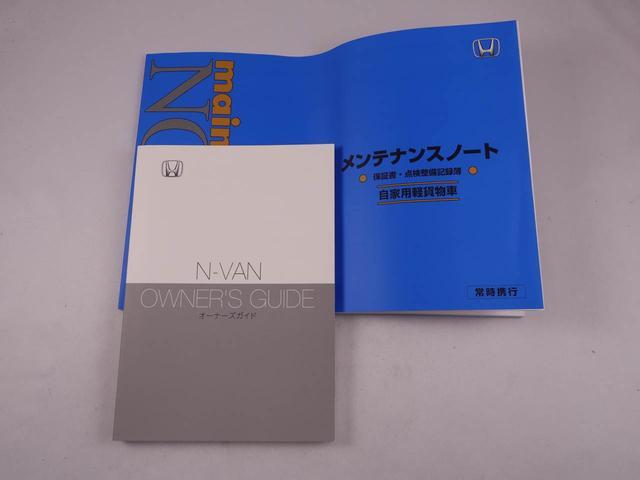 メンテナンスノート
保証書・点検整備記録簿
自家用軽貨物車
常時携行
N-VAN
OWNER'S GUIDE
オーナーズガイド